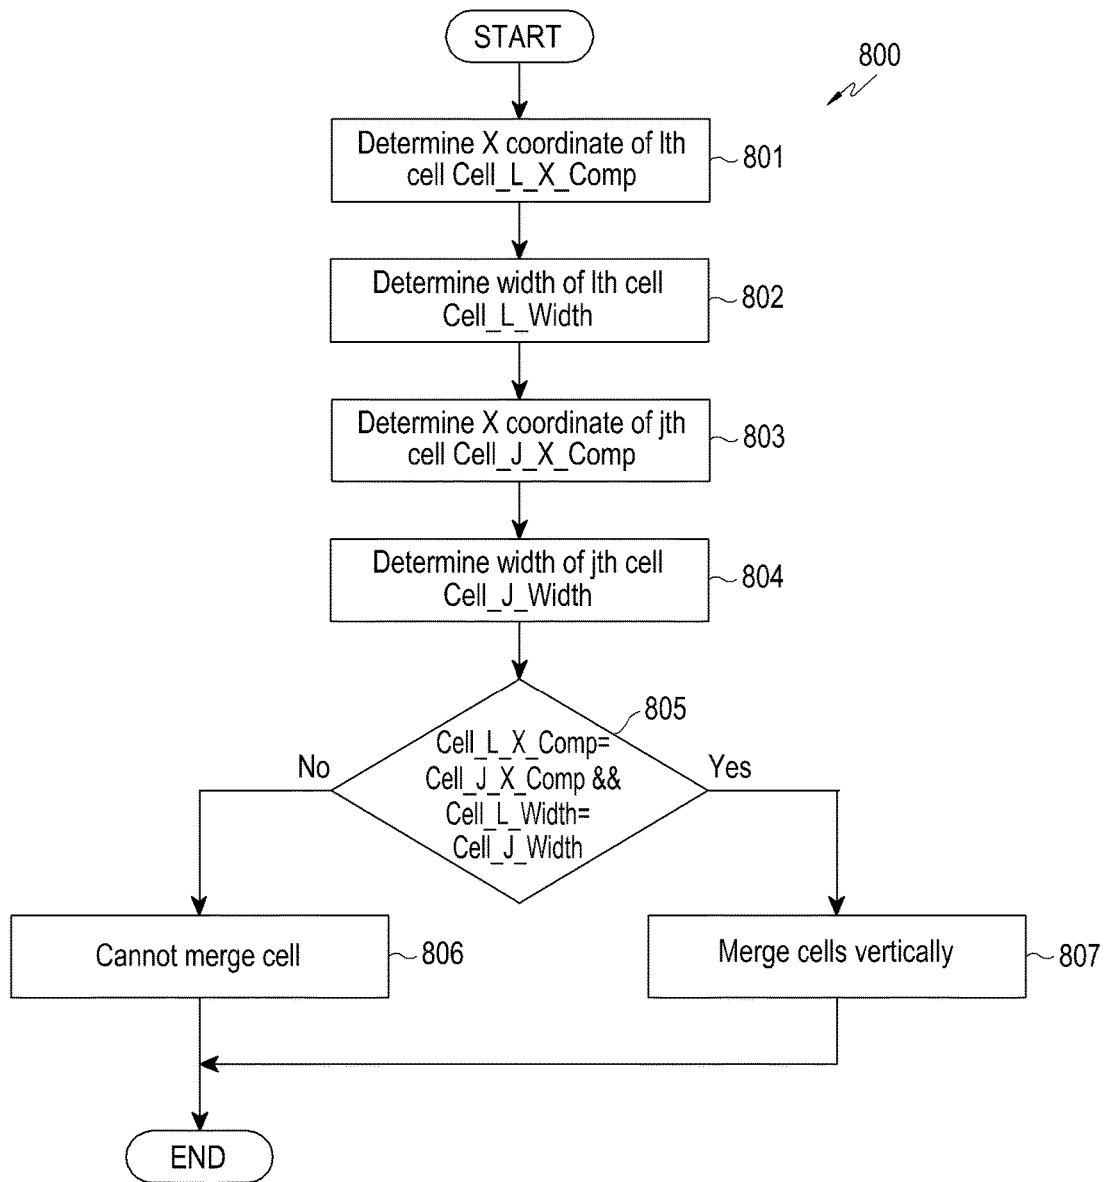 START
800
Determine X coordinate of lth
cell Cell_L_X_Comp
801
Determine width of lth cell
Cell_L_Width
802
Determine X coordinate of jth
cell Cell_J_X_Comp
803
Determine width of jth cell
Cell_J_Width
804
805
Cell_L_X_Comp=
Cell_J_X_Comp &&
Cell_L_Width=
Cell_J_Width
No
Yes
Cannot merge cell
806
Merge cells vertically
807
END